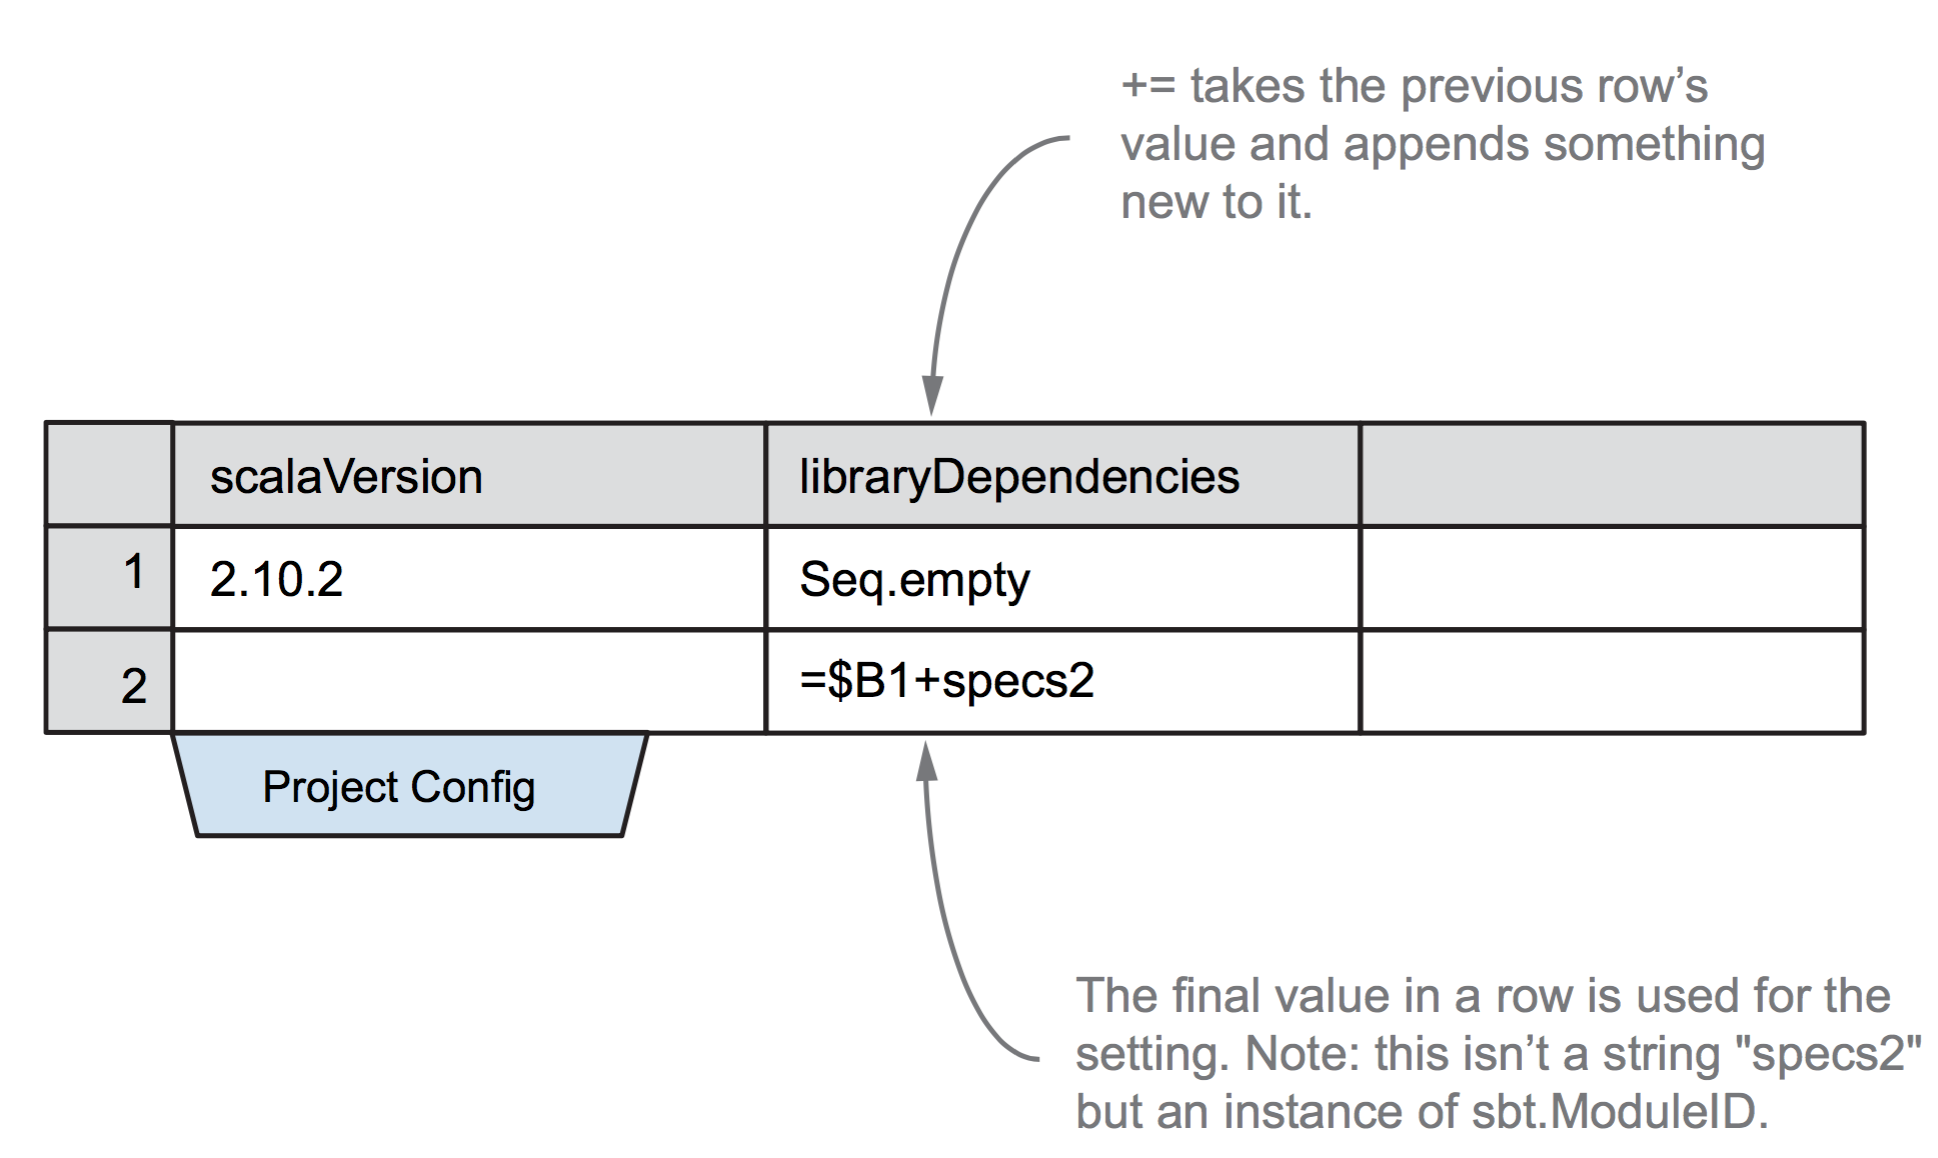 += takes the previous row’s
value and appends something
new to it.
scalaVersion libraryDependencies
1 2.10.2 Seq.empty
2 =$B1+specs2
Project Config
The final value in a row is used for the
setting. Note: this isn’t a string "specs2"
but an instance of sbt.ModuleID.